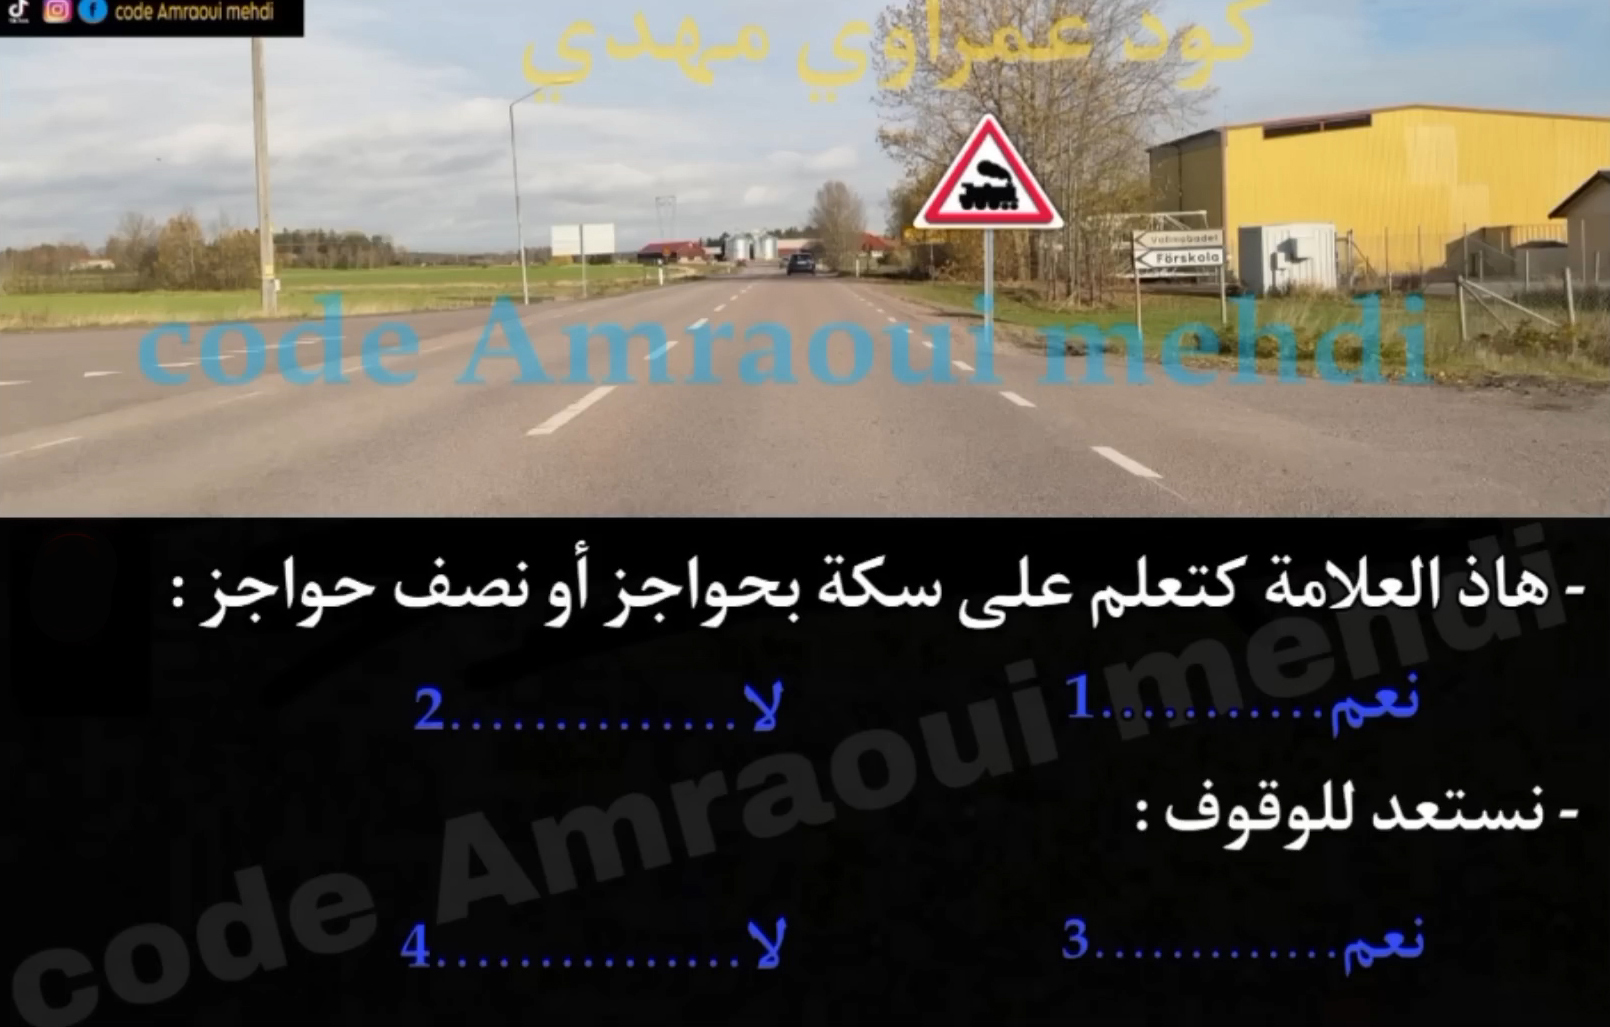 code Amraoui mehdi
كود عمراوي مهدي
Förskola
code Amraoui mehdi
- هاذ العلامة كتعلم على سكة بحواجز أو نصف حواجز :
نعم...........1 لا..............2
- نستعد للوقوف :
نعم............3 لا...............4
code Amraoui mehdi